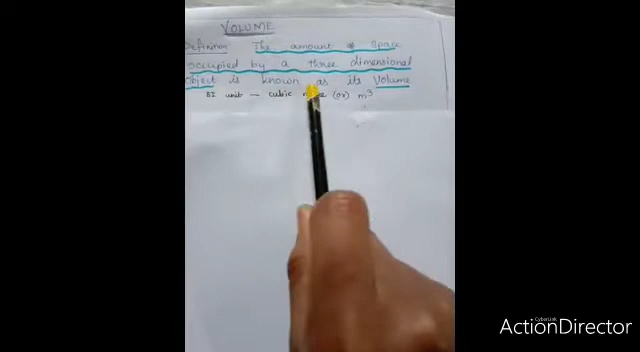 VOLUME
Definition The amount of space
occupied by a three dimensional
object is known as its Volume
SI unit — cubic (or) m³
CyberLink
ActionDirector